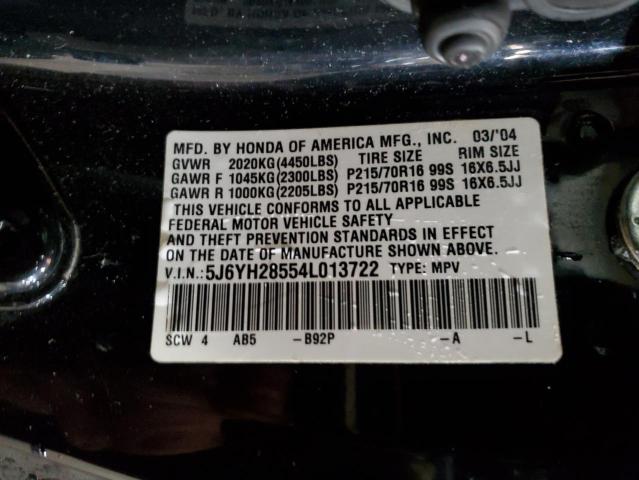 MFD. BY HONDA OF AMERICA MFG., INC. 03/'04
GVWR 2020KG(4450LBS) TIRE SIZE RIM SIZE
GAWR F 1045KG(2300LBS) P215/70R16 99S 16X6.5JJ
GAWR R 1000KG(2205LBS) P215/70R16 99S 16X6.5JJ
THIS VEHICLE CONFORMS TO ALL APPLICABLE
FEDERAL MOTOR VEHICLE SAFETY
AND THEFT PREVENTION STANDARDS IN EFFECT
ON THE DATE OF MANUFACTURE SHOWN ABOVE.
V.I.N.: 5J6YH28554L013722 TYPE: MPV
SCW 4 AB5 -B92P -A -L